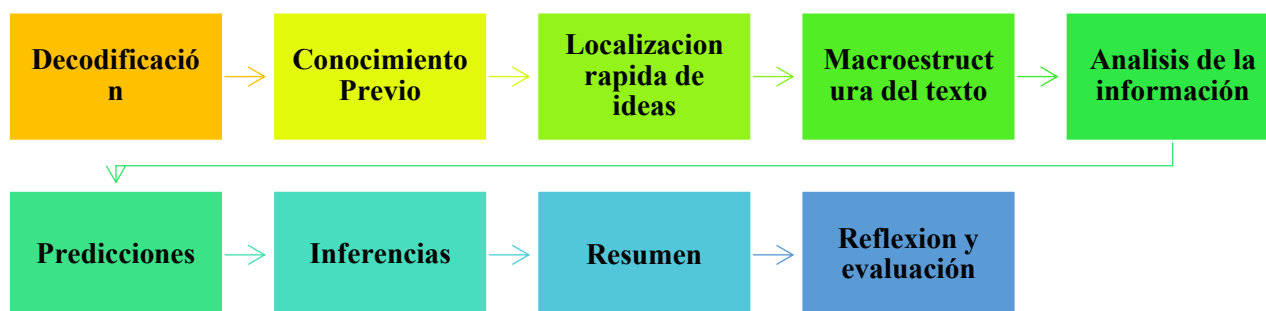 Decodificació
n
Conocimiento
Previo
Localizacion
rapida de
ideas
Macroestruct
ura del texto
Analisis de la
información
Predicciones
Inferencias
Resumen
Reflexion y
evaluación